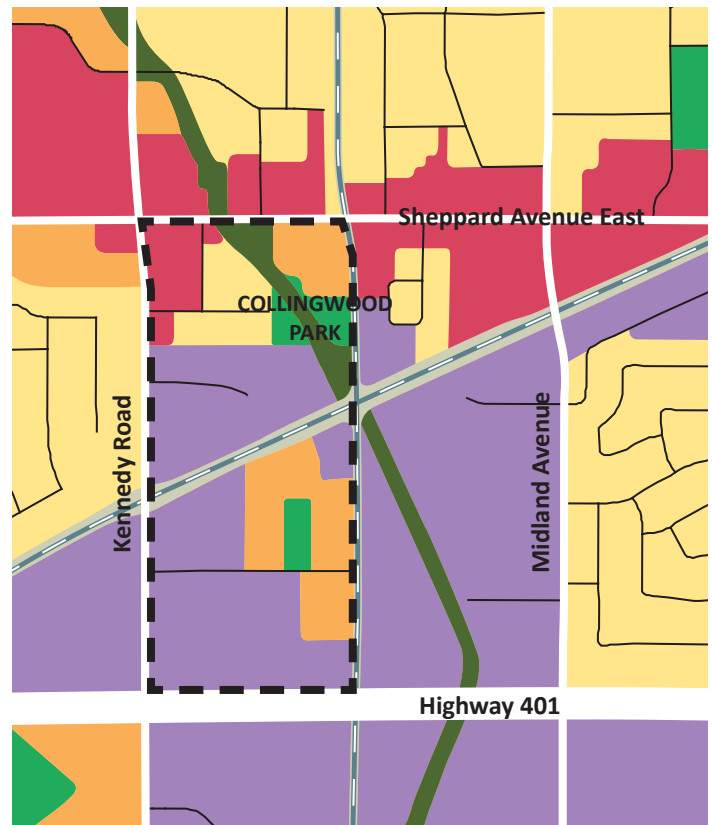 Sheppard Avenue East
COLLINGWOOD
PARK
Kennedy Road
Midland Avenue
Highway 401